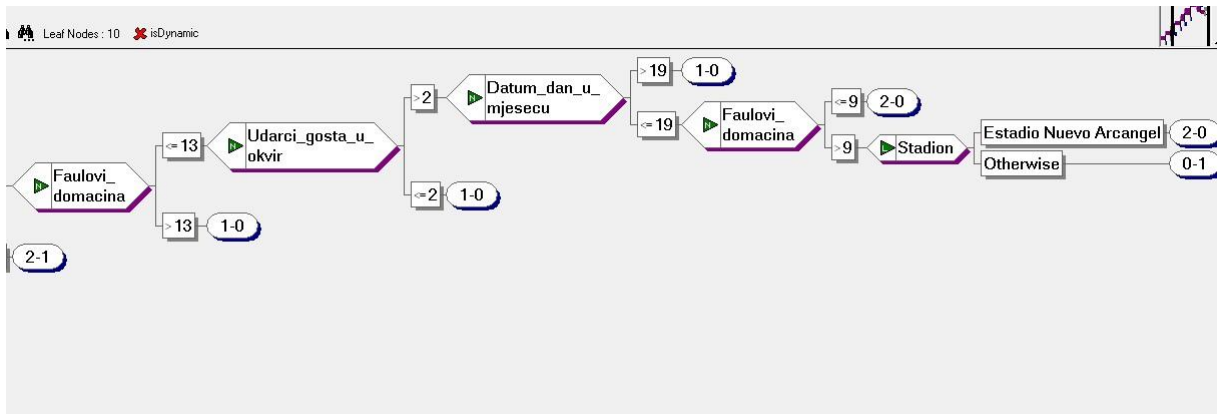 Leaf Nodes : 10 isDynamic
>19
1-0
>2
Datum_dan_u_
mjesecu
<=9
2-0
<=19
Faulovi_
domacina
<=13
Udarci_gosta_u_
okvir
>9
Stadion
Estadio Nuevo Arcangel
2-0
Otherwise
0-1
Faulovi_
domacina
<=2
1-0
>13
1-0
2-1